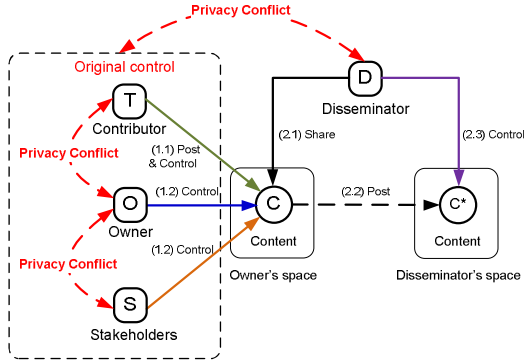 Privacy Conflict
Original control
T
Contributor
D
Disseminator
Privacy Conflict
(1.1) Post
& Control
(2.1) Share
(2.3) Control
O
Owner
(1.2) Control
C
Content
(2.2) Post
C*
Content
Privacy Conflict
(1.2) Control
Owner's space
Disseminator's space
S
Stakeholders